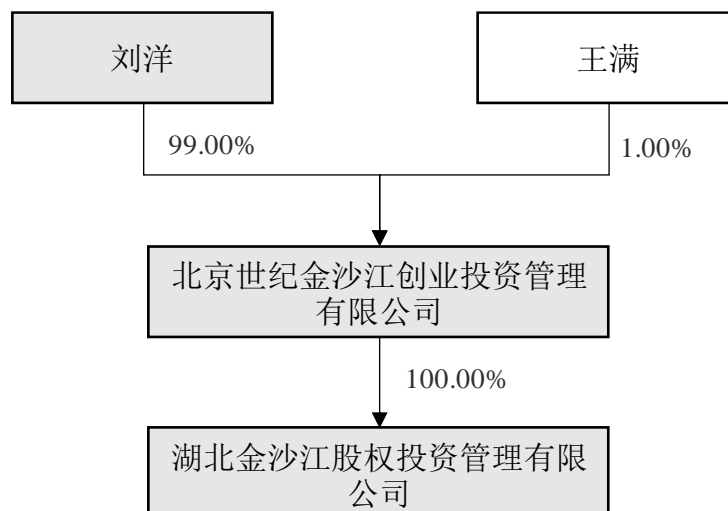 刘洋
王满
99.00%
1.00%
北京世纪金沙江创业投资管理
有限公司
100.00%
湖北金沙江股权投资管理有限
公司